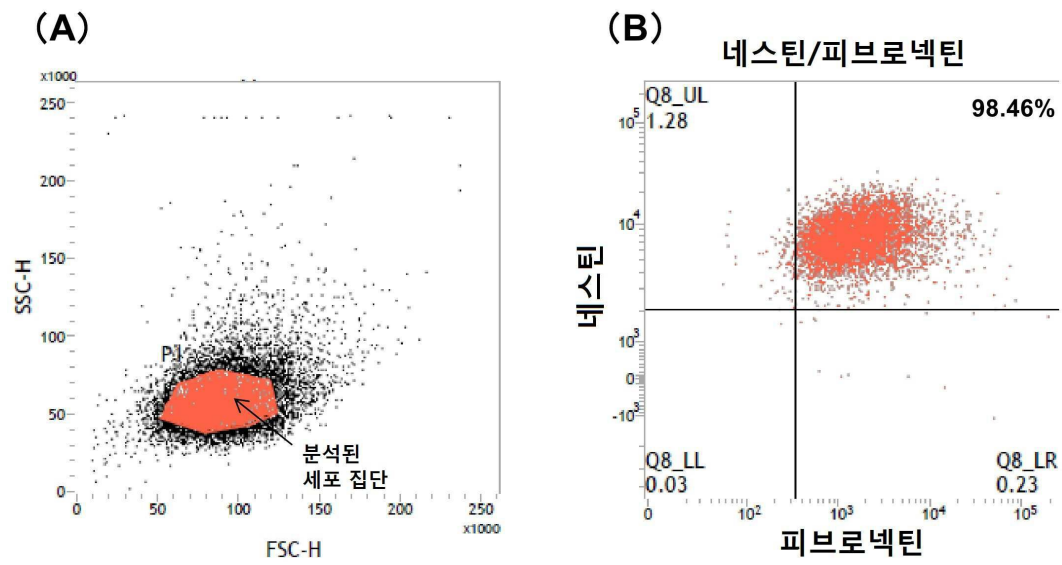 (A)
x1000
250
200
150
100
50
0
SSC-H
P1
분석된
세포 집단
0 50 100 150 200 250
x1000
FSC-H
(B)
네스틴/피브로넥틴
Q8_UL
1.28
98.46%
10^5
10^4
10^3
0
-10^3
네스틴
Q8_LL
0.03
Q8_LR
0.23
0 10^2 10^3 10^4 10^5
피브로넥틴